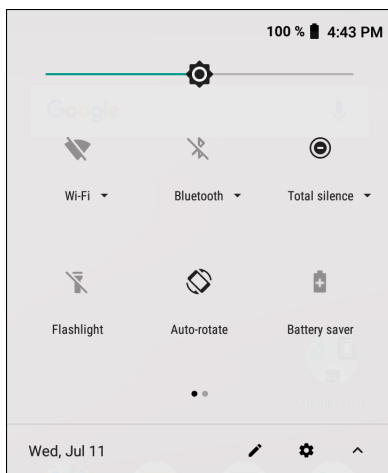 100 % 4:43 PM
Google
Wi-Fi Bluetooth Total silence
Flashlight Auto-rotate Battery saver
Wed, Jul 11